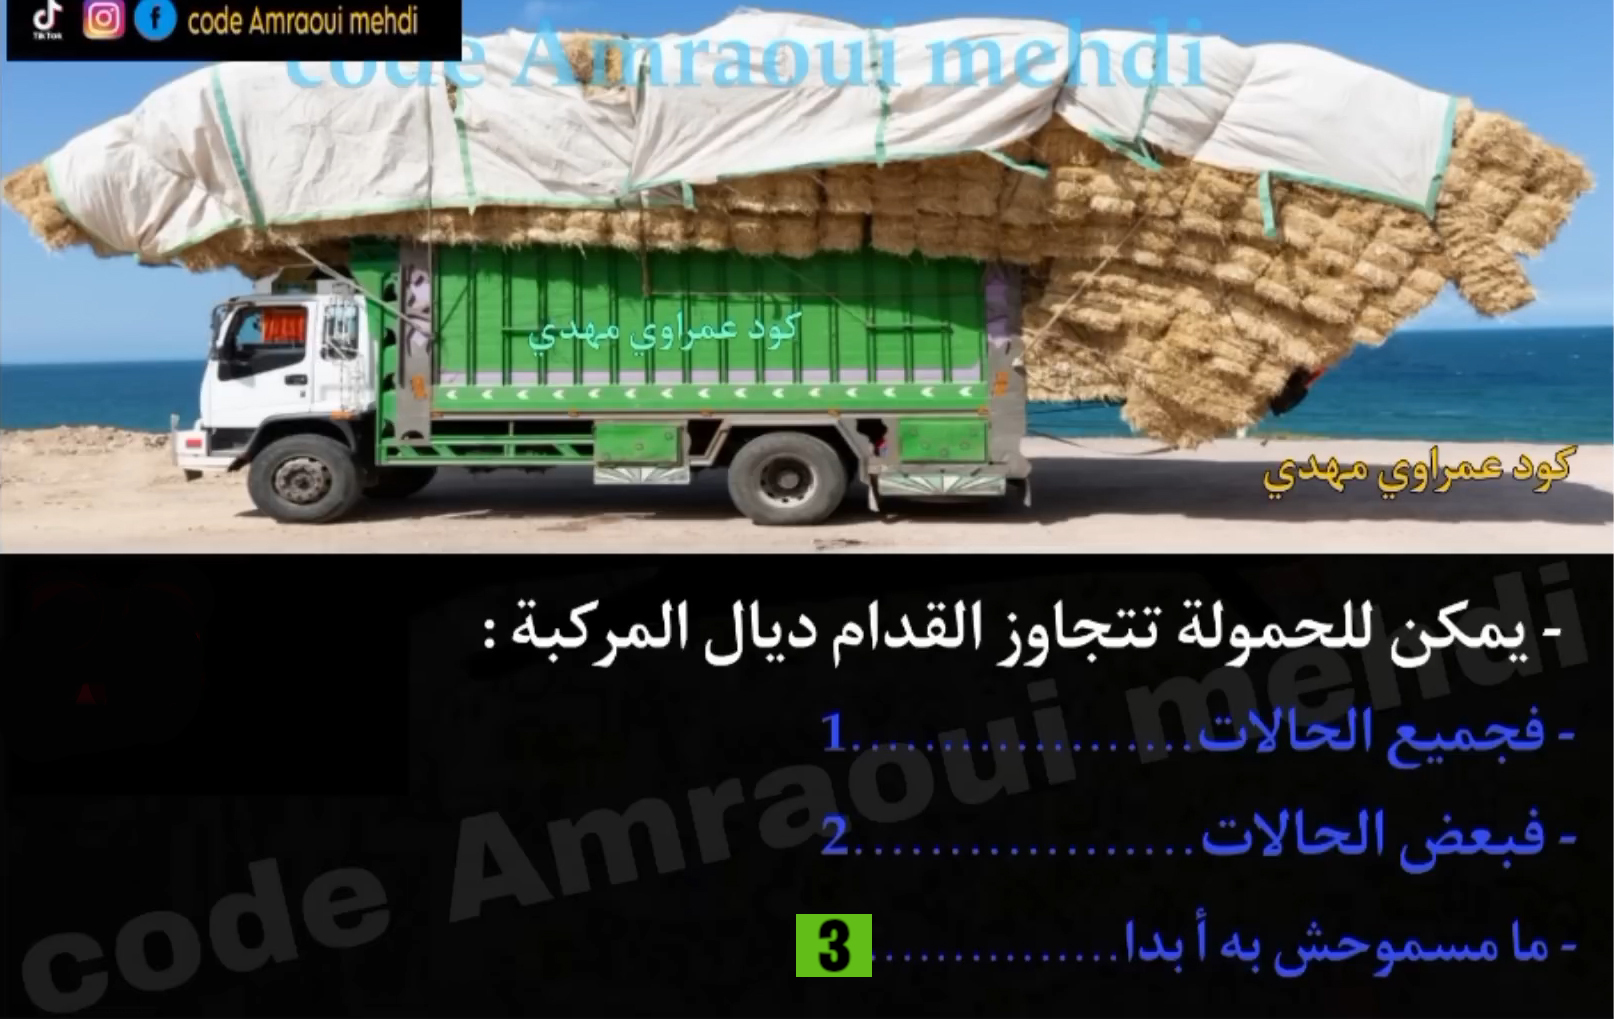 TikTok
code Amraoui mehdi
code Amraoui mehdi
كود عمراوي مهدي
كود عمراوي مهدي
- يمكن للحمولة تتجاوز القدام ديال المركبة :
- فجميع الحالات...................1
- فبعض الحالات...................2
- ما مسموحش به أبدا...............3
code Amraoui mehdi